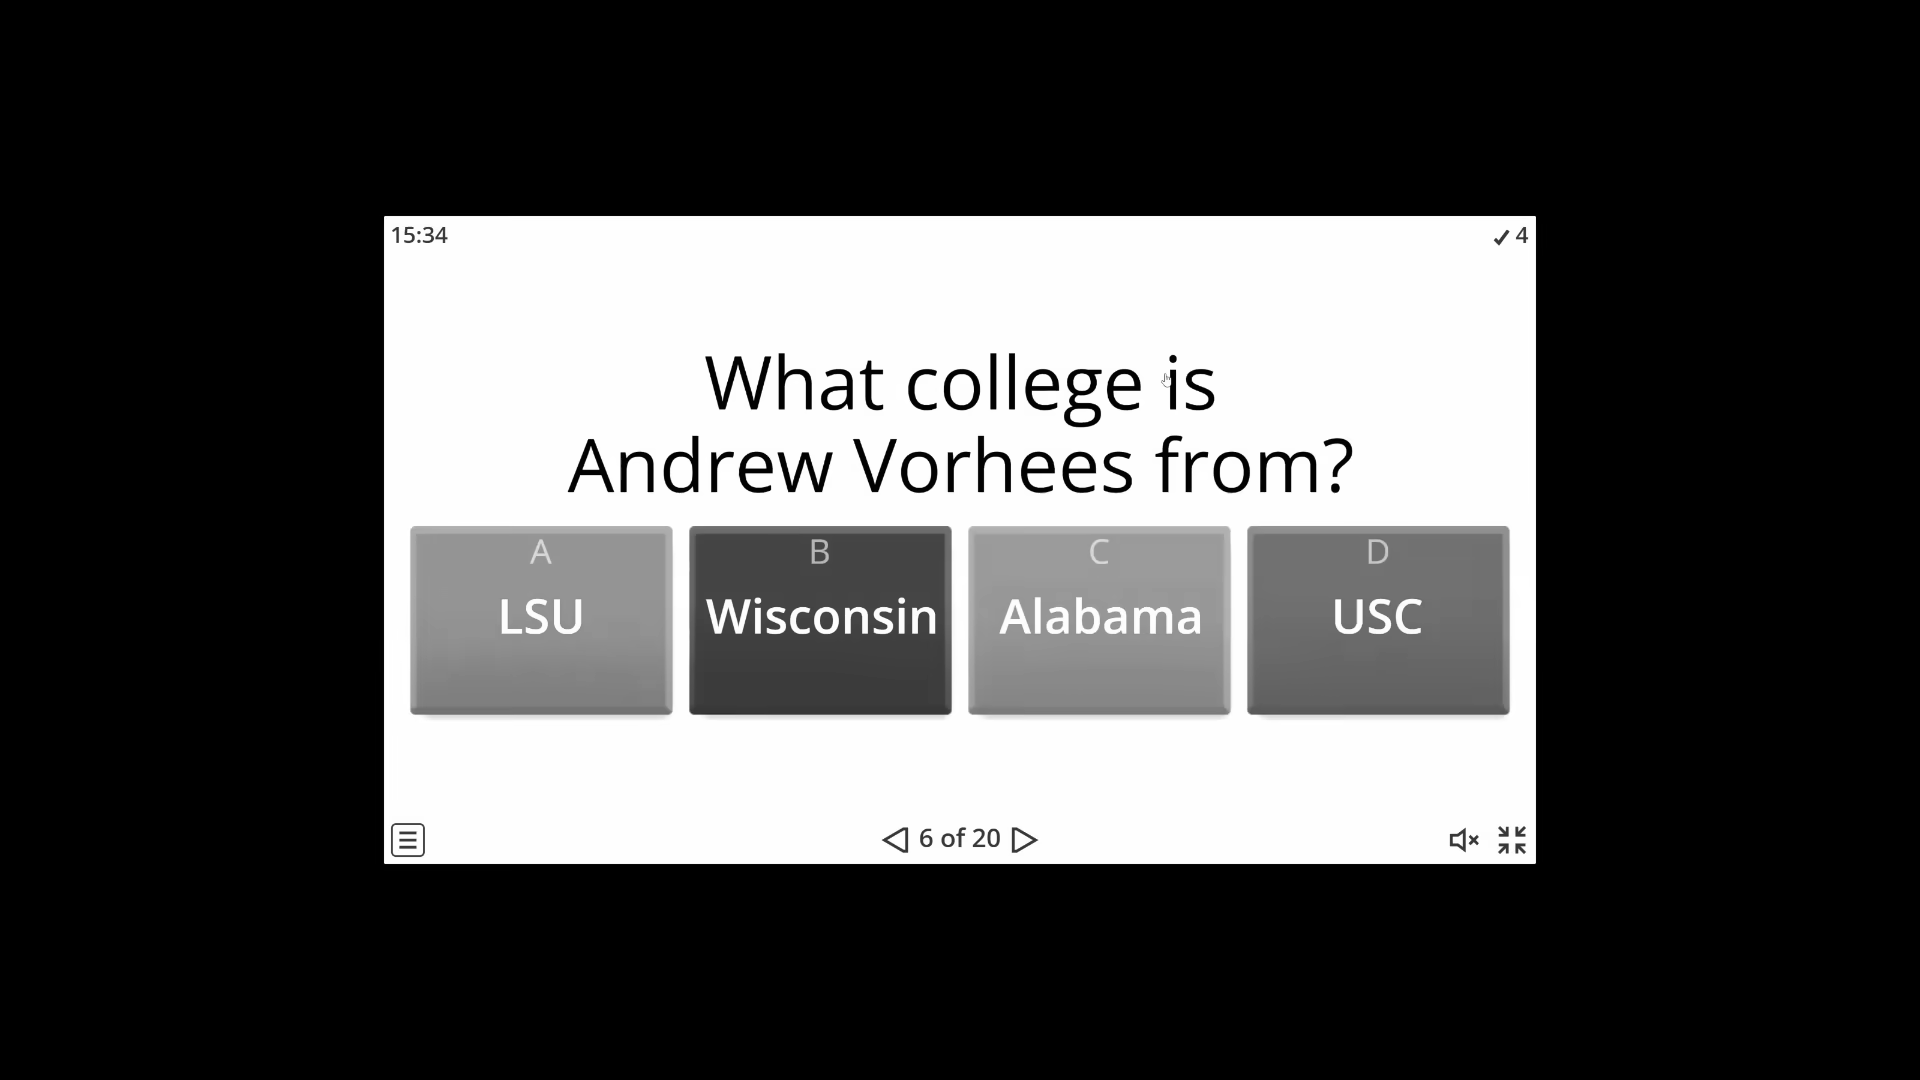 15:34
✓ 4
What college is
Andrew Vorhees from?
A
LSU
B
Wisconsin
C
Alabama
D
USC
6 of 20